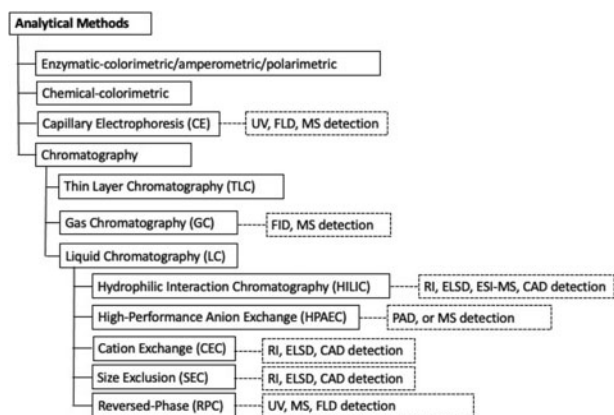 Analytical Methods
Enzymatic-colorimetric/amperometric/polarimetric
Chemical-colorimetric
Capillary Electrophoresis (CE)
UV, FLD, MS detection
Chromatography
Thin Layer Chromatography (TLC)
Gas Chromatography (GC)
FID, MS detection
Liquid Chromatography (LC)
Hydrophilic Interaction Chromatography (HILIC)
RI, ELSD, ESI-MS, CAD detection
High-Performance Anion Exchange (HPAEC)
PAD, or MS detection
Cation Exchange (CEC)
RI, ELSD, CAD detection
Size Exclusion (SEC)
RI, ELSD, CAD detection
Reversed-Phase (RPC)
UV, MS, FLD detection